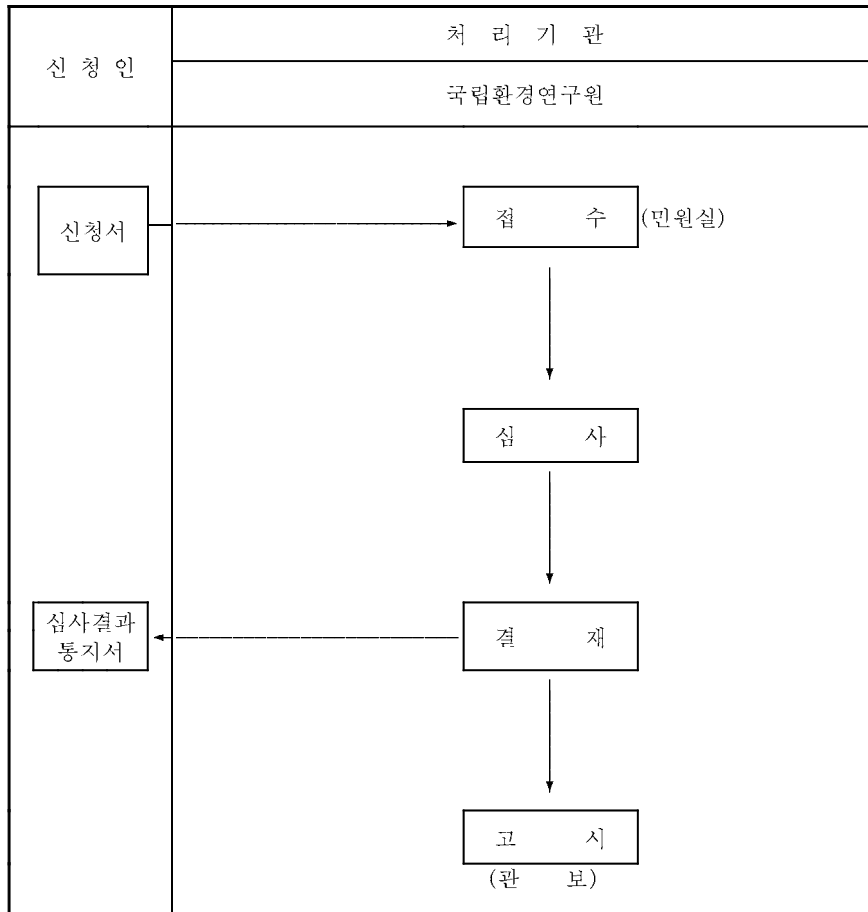 신 청 인
처 리 기 관
국립환경연구원
신청서
접 수 (민원실)
심 사
심사결과
통지서
결 재
고 시
(관 보)